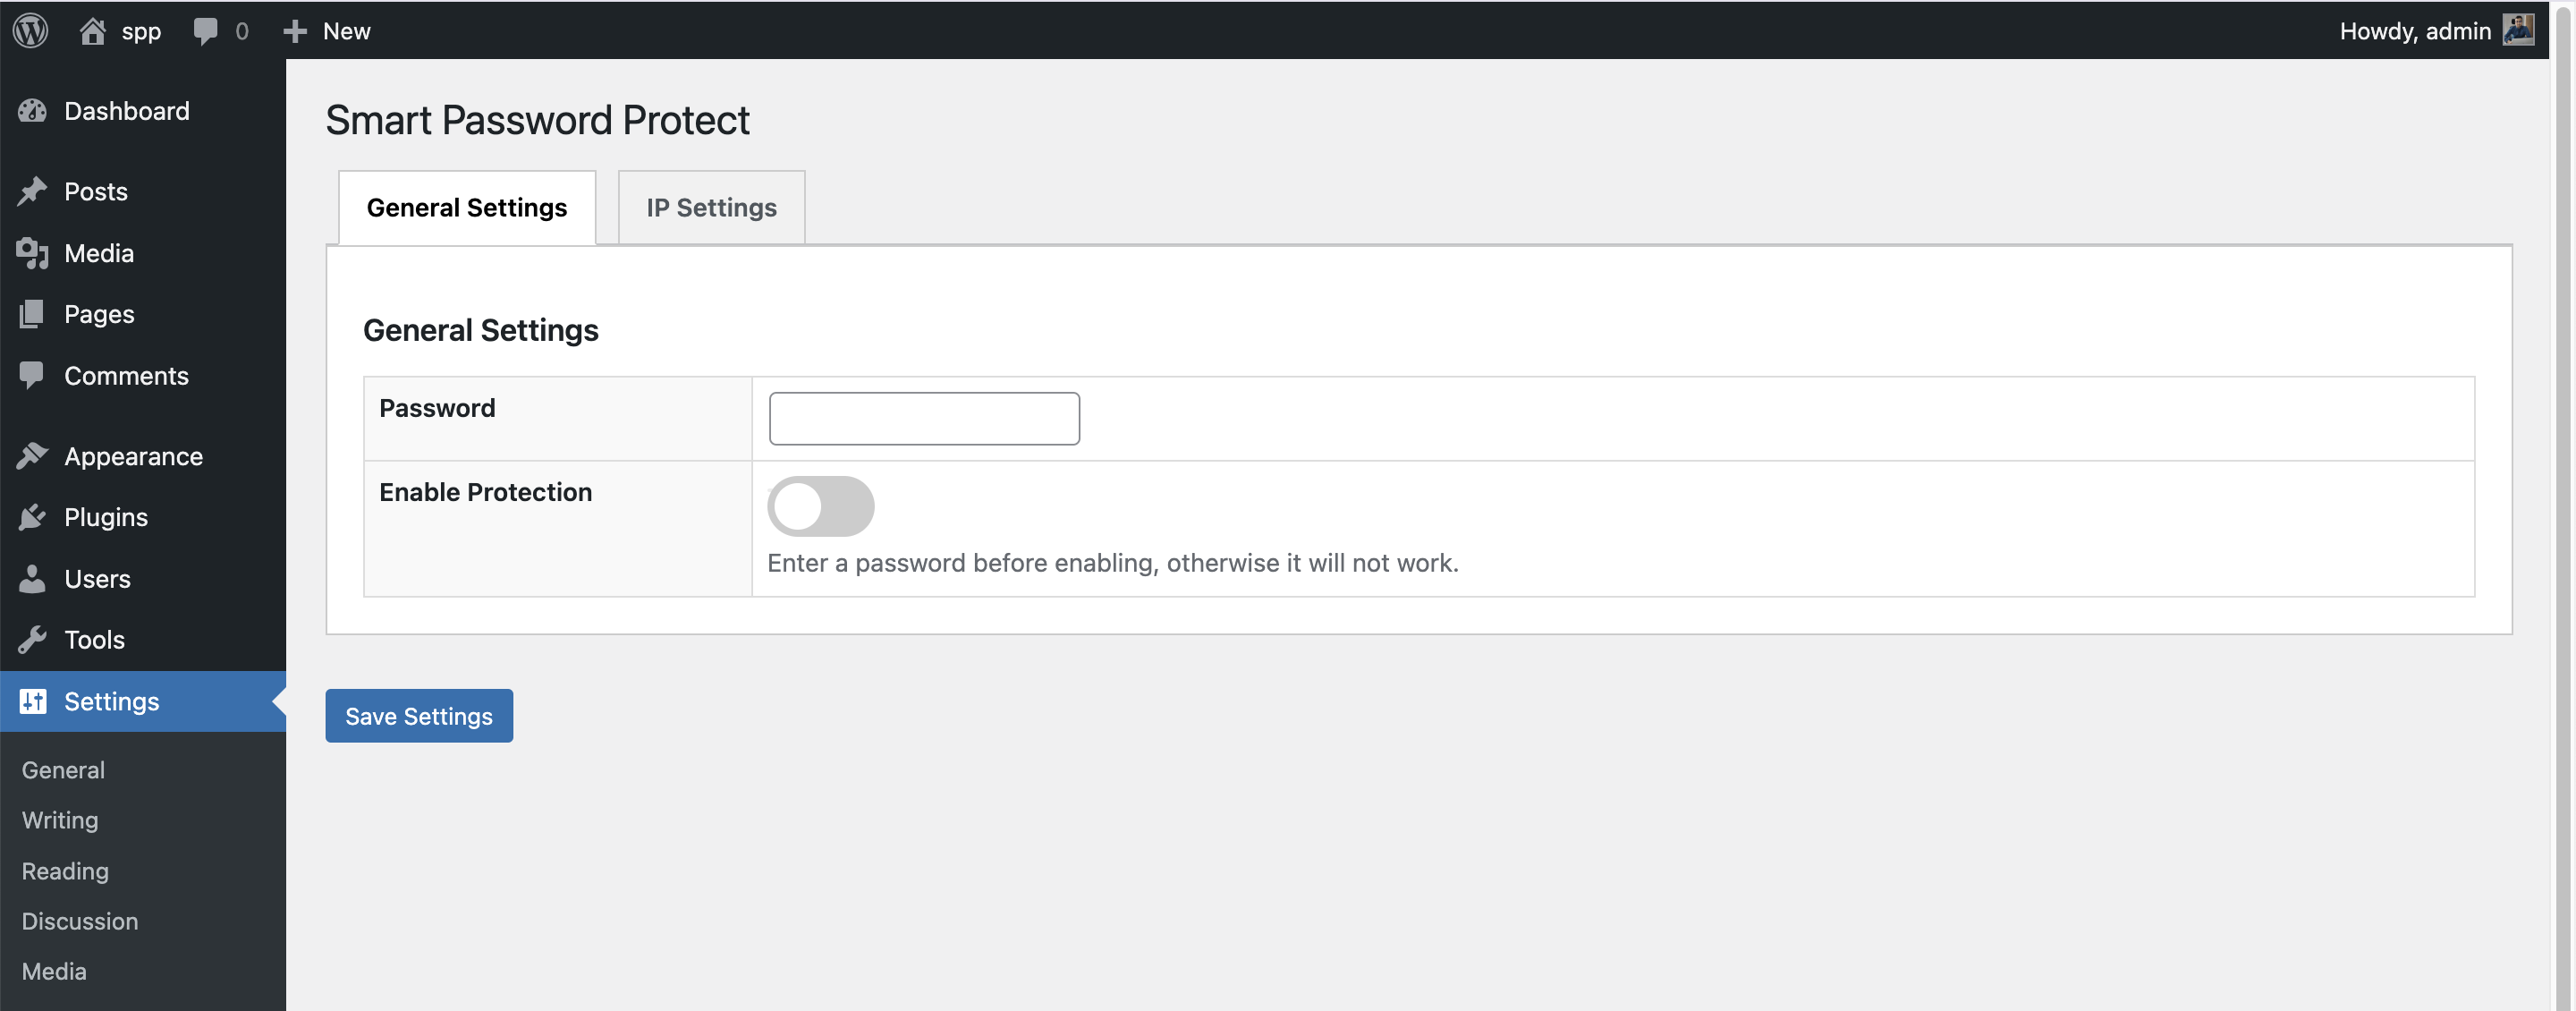 spp 0 New Howdy, admin
Dashboard
Posts
Media
Pages
Comments
Appearance
Plugins
Users
Tools
Settings
General
Writing
Reading
Discussion
Media
Smart Password Protect
General Settings IP Settings
General Settings
Password
Enable Protection
Enter a password before enabling, otherwise it will not work.
Save Settings